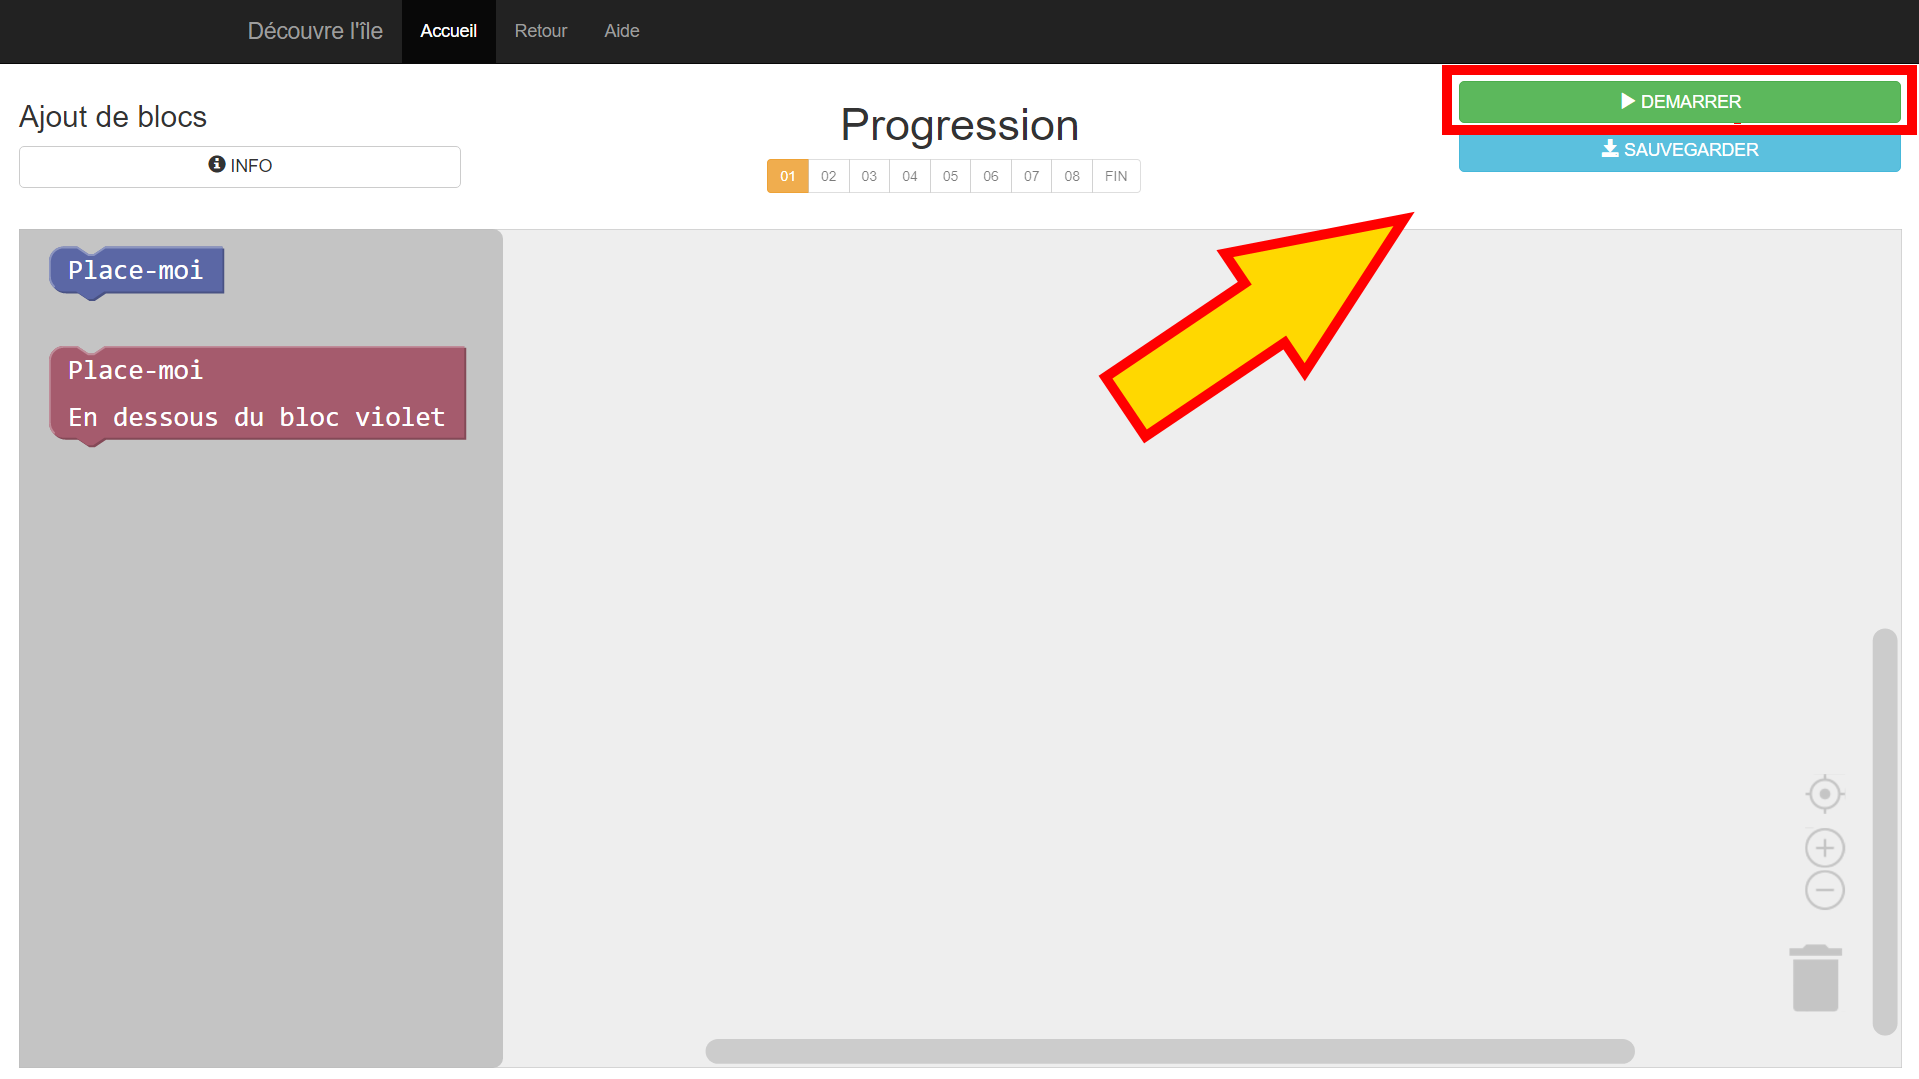 Découvre l'île Accueil Retour Aide
Ajout de blocs
INFO
Progression
01 02 03 04 05 06 07 08 FIN
DEMARRER
SAUVEGARDER
Place-moi
Place-moi
En dessous du bloc violet